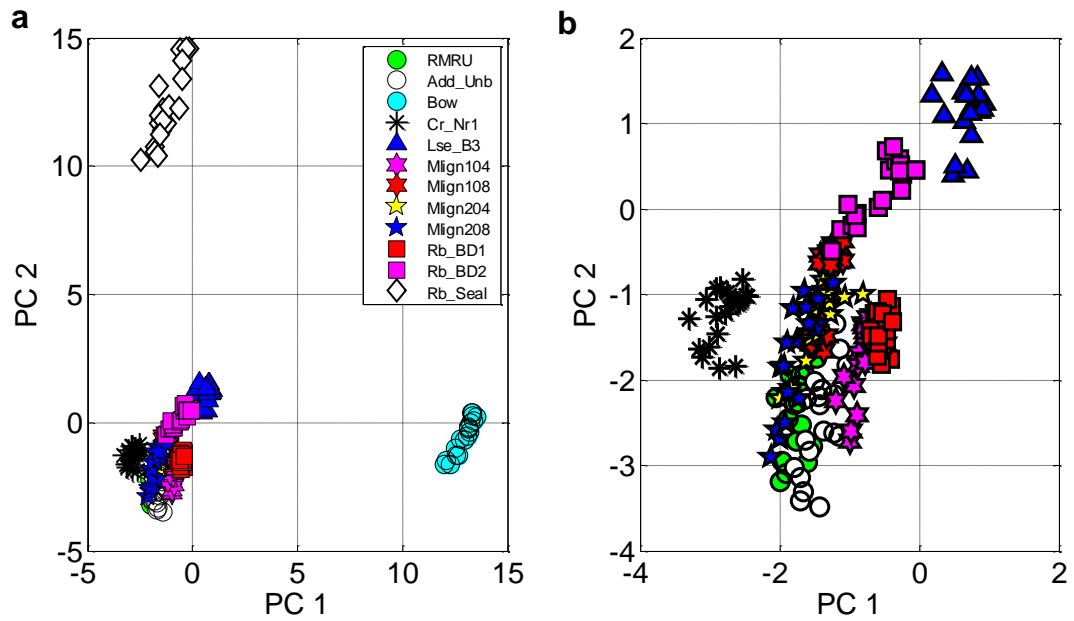 a
15
10
5
0
-5
-5
0
5
10
15
PC 2
PC 1
RMRU
Add_Unb
Bow
Cr_Nr1
Lse_B3
Mlign104
Mlign108
Mlign204
Mlign208
Rb_BD1
Rb_BD2
Rb_Seal
b
2
1
0
-1
-2
-3
-4
-4
-2
0
2
PC 2
PC 1